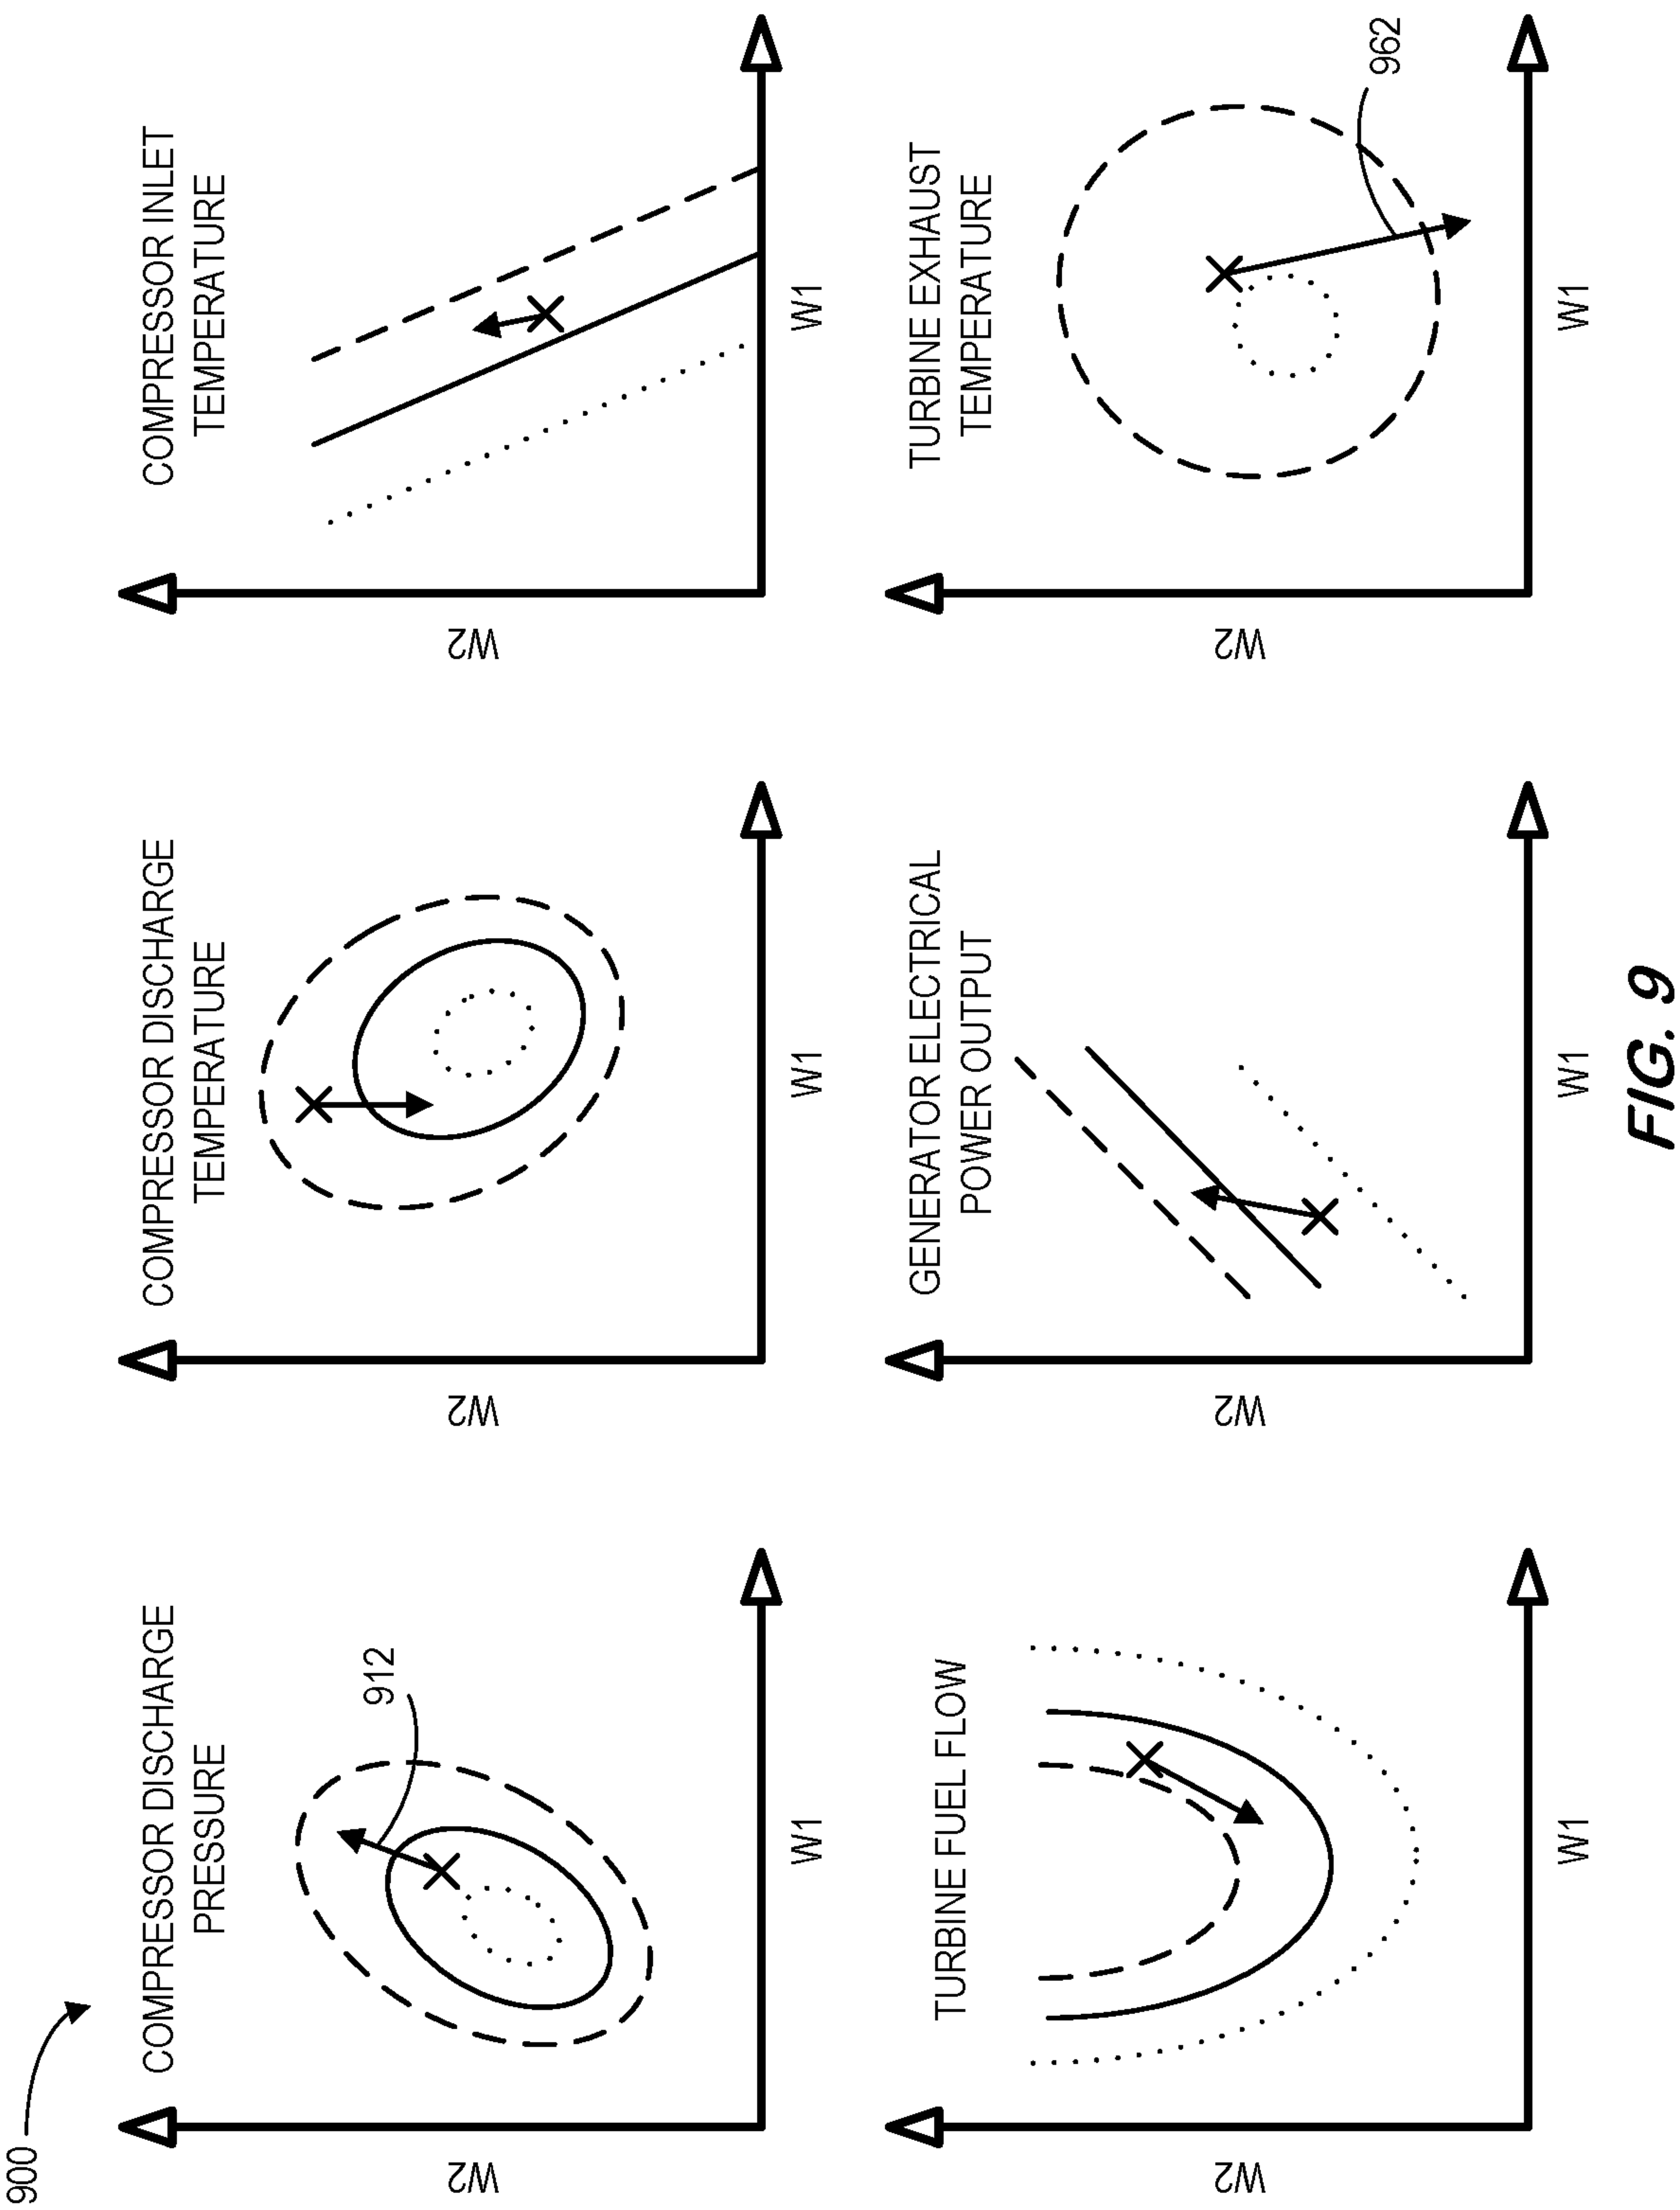 900
COMPRESSOR DISCHARGE
PRESSURE
912
W2
W1
COMPRESSOR DISCHARGE
TEMPERATURE
W2
W1
COMPRESSOR INLET
TEMPERATURE
W2
W1
TURBINE FUEL FLOW
W2
W1
GENERATOR ELECTRICAL
POWER OUTPUT
W2
W1
TURBINE EXHAUST
TEMPERATURE
962
W2
W1
FIG. 9